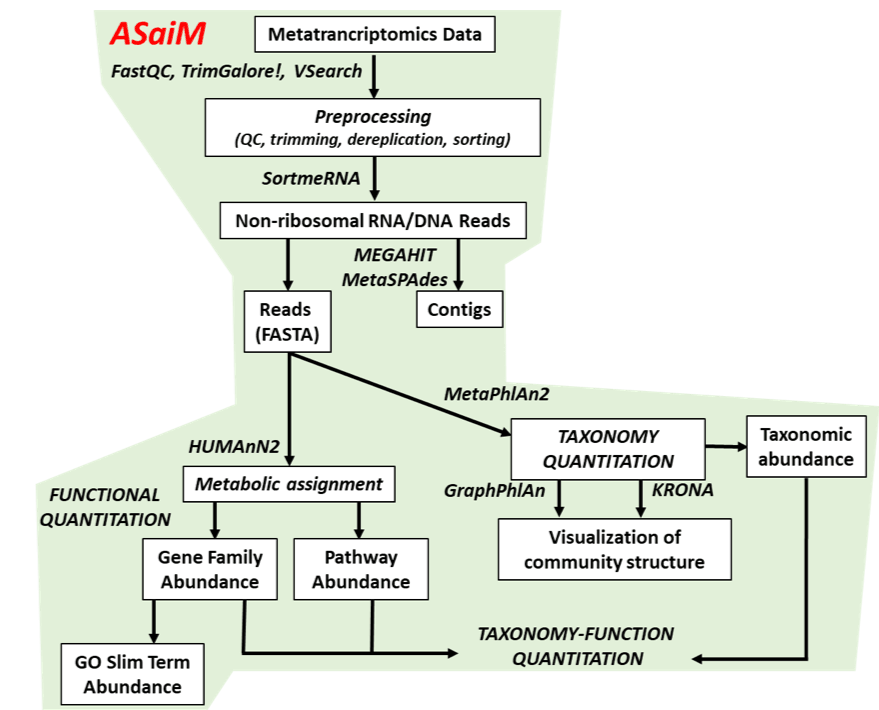 ASaiM
Metatrancriptomics Data
FastQC, TrimGalore!, VSearch
Preprocessing
(QC, trimming, dereplication, sorting)
SortmeRNA
Non-ribosomal RNA/DNA Reads
MEGAHIT
MetaSPAdes
Reads
(FASTA)
Contigs
MetaPhlAn2
HUMAnN2
TAXONOMY
QUANTITATION
Taxonomic
abundance
Metabolic assignment
FUNCTIONAL
QUANTITATION
GraphPhlAn
KRONA
Gene Family
Abundance
Pathway
Abundance
Visualization of
community structure
GO Slim Term
Abundance
TAXONOMY-FUNCTION
QUANTITATION